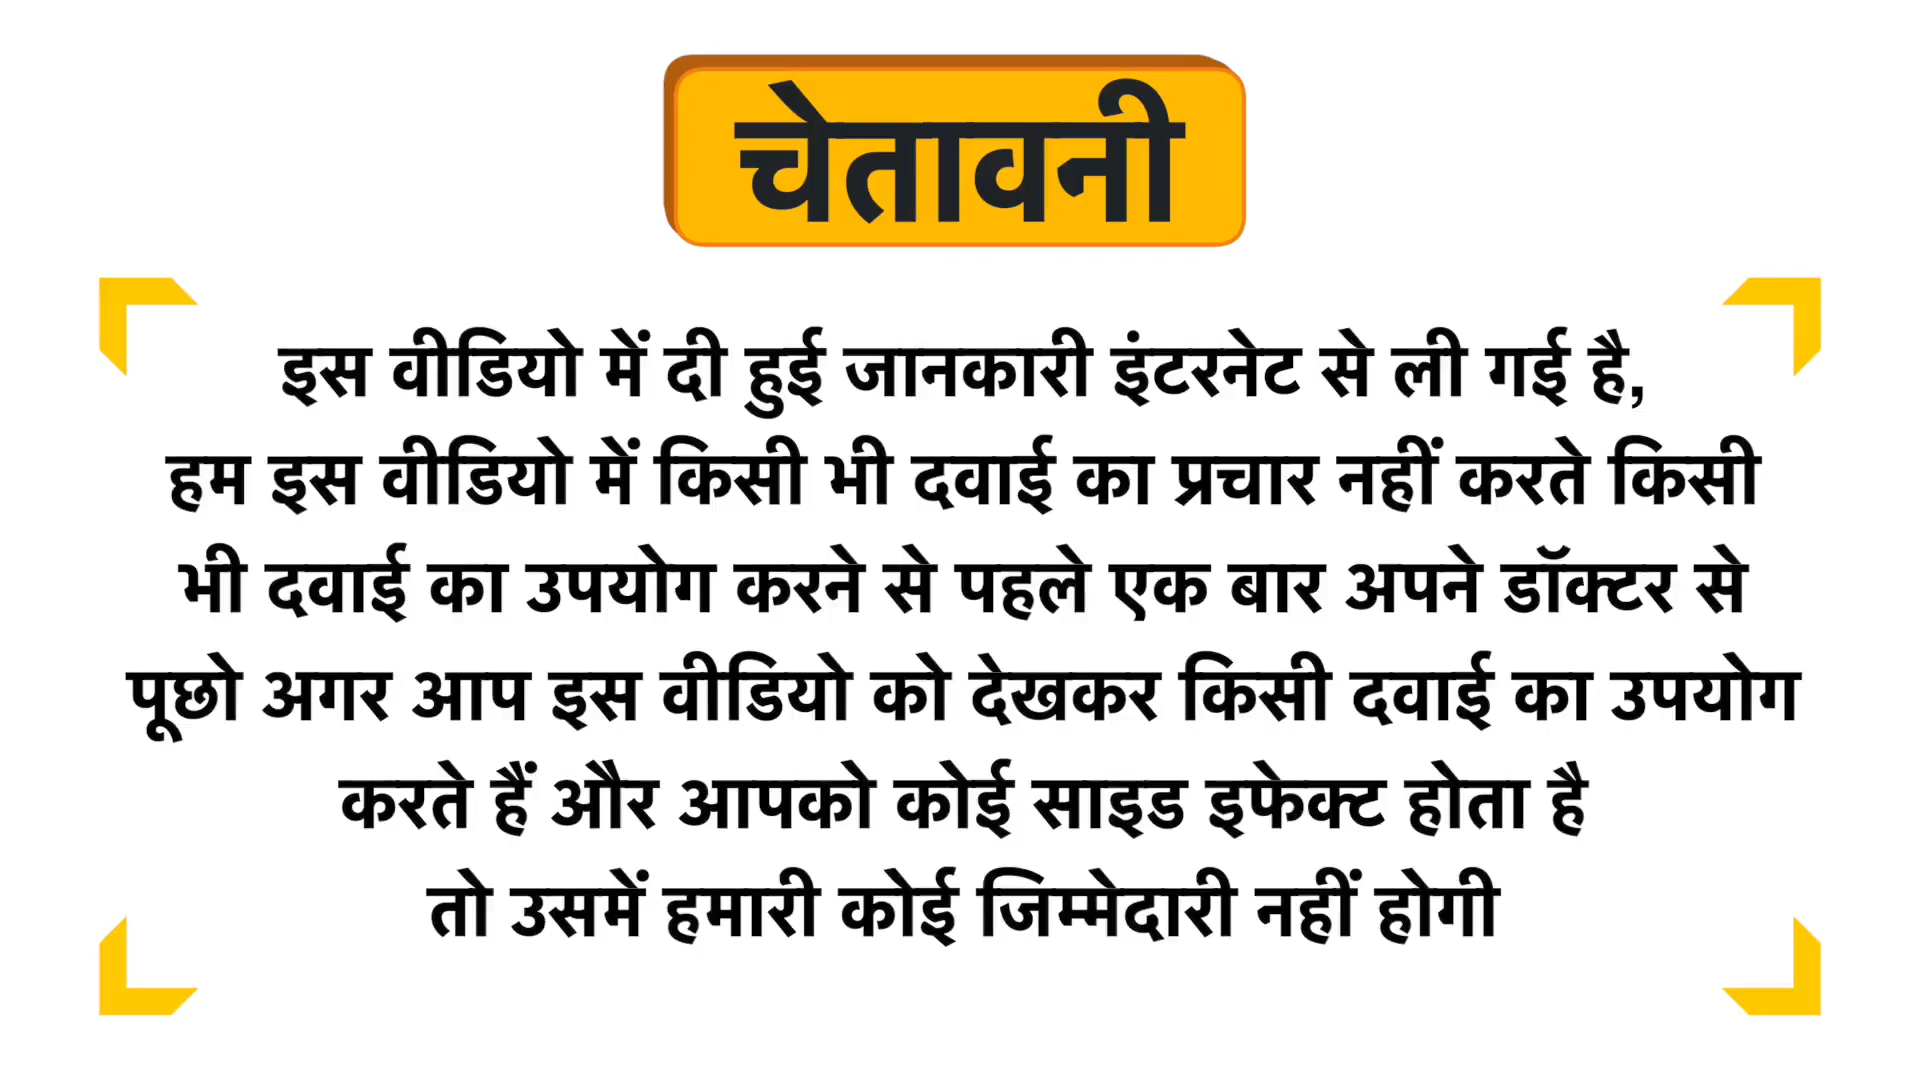 चेतावनी
इस वीडियो में दी हुई जानकारी इंटरनेट से ली गई है,
हम इस वीडियो में किसी भी दवाई का प्रचार नहीं करते किसी
भी दवाई का उपयोग करने से पहले एक बार अपने डॉक्टर से
पूछो अगर आप इस वीडियो को देखकर किसी दवाई का उपयोग
करते हैं और आपको कोई साइड इफेक्ट होता है
तो उसमें हमारी कोई जिम्मेदारी नहीं होगी